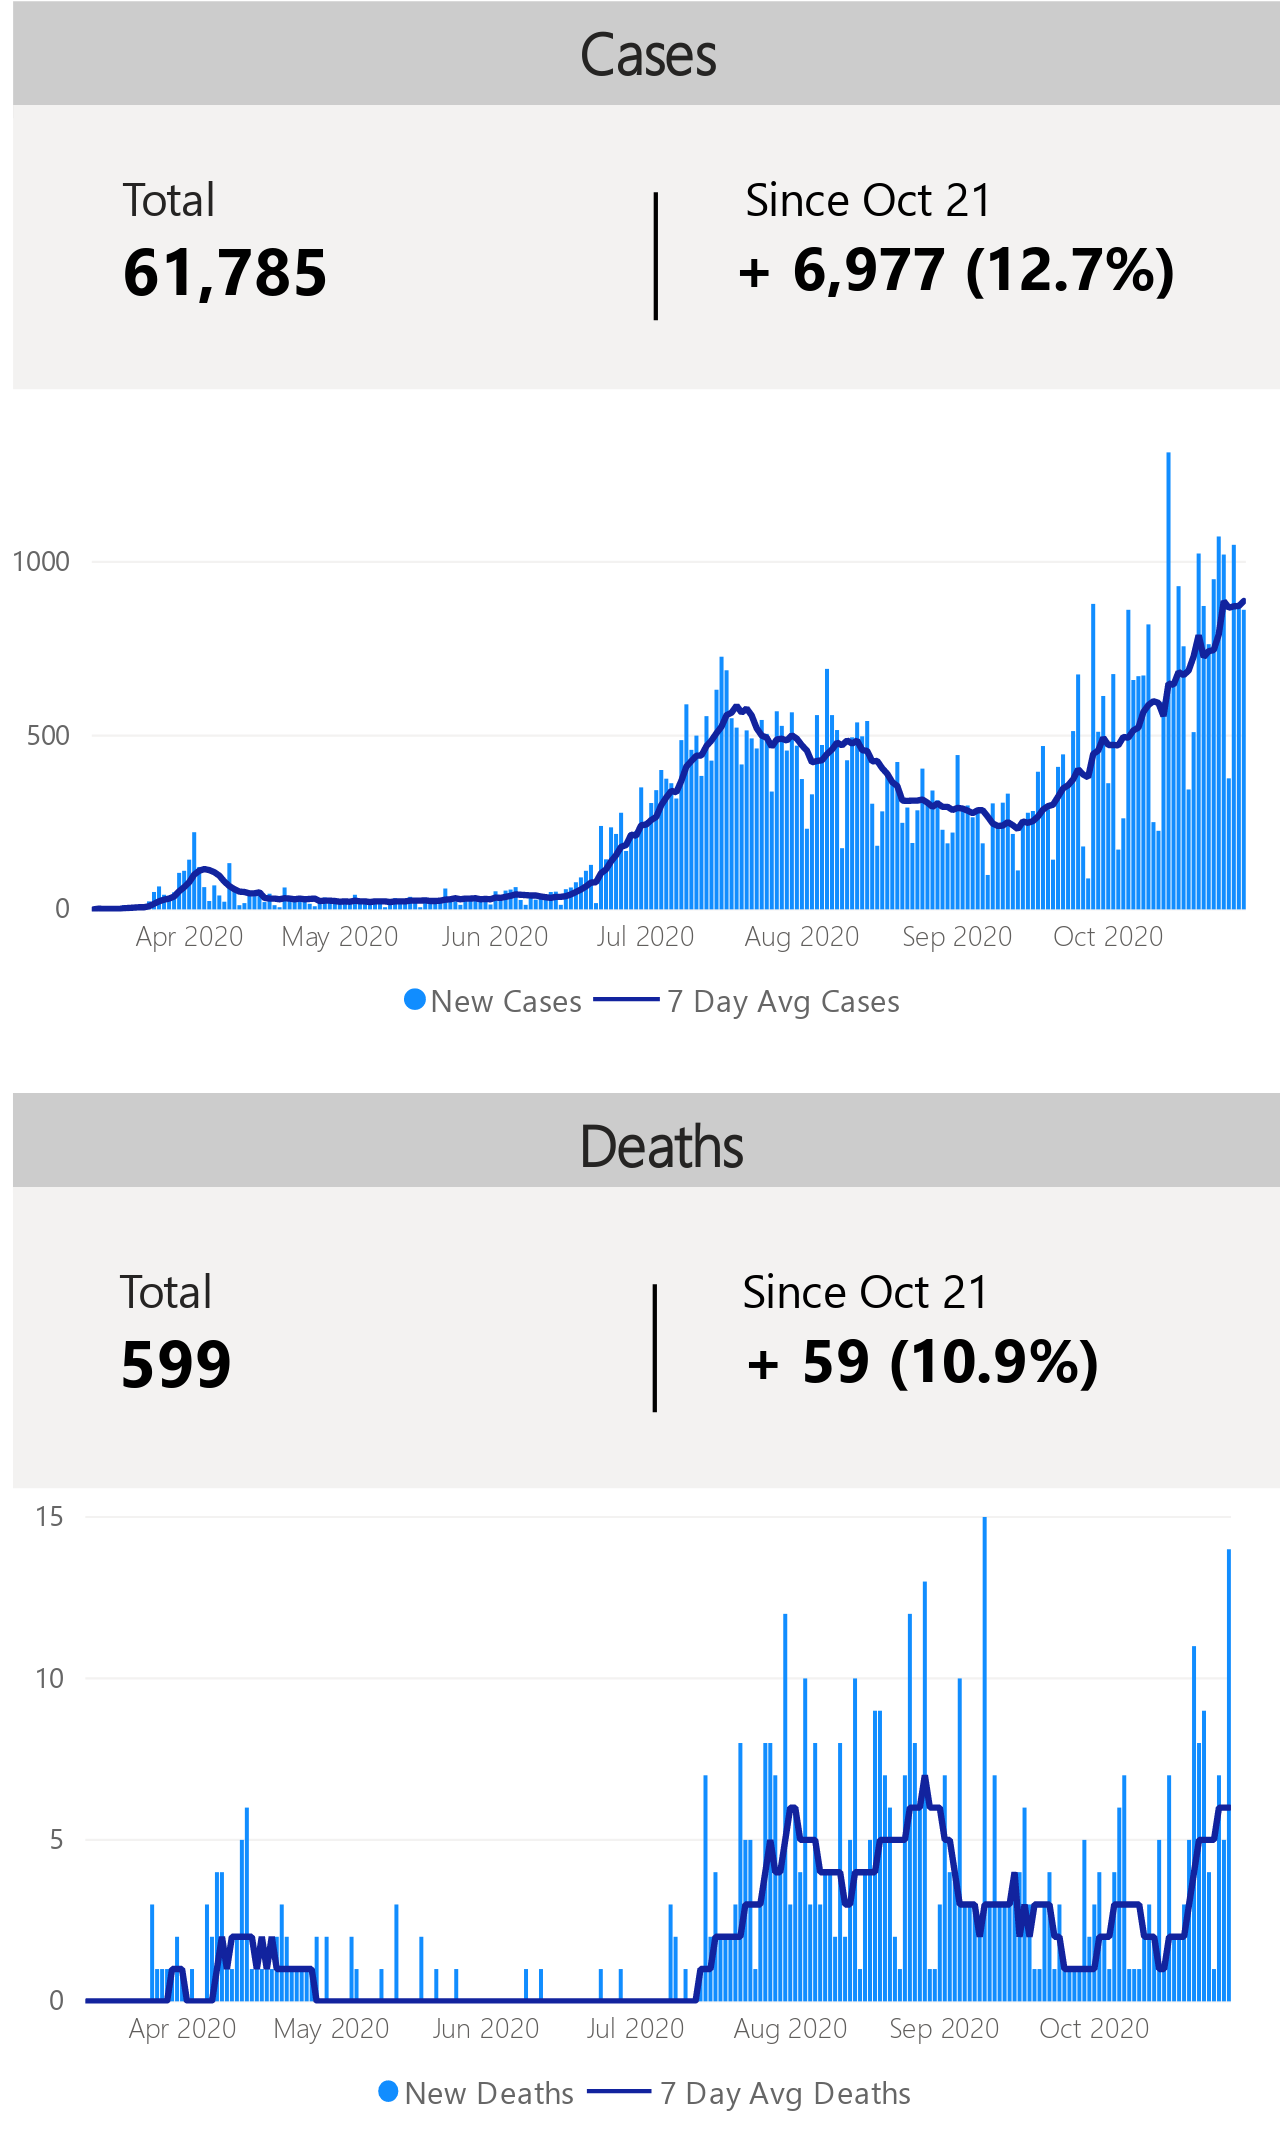 Cases
Total
Since Oct 21
61,785
+ 6,977 (12.7%)
1000
500
0
Apr 2020 May 2020 Jun 2020 Jul 2020 Aug 2020 Sep 2020 Oct 2020
New Cases 7 Day Avg Cases
Deaths
Total
Since Oct 21
599
+ 59 (10.9%)
15
10
5
0
Apr 2020 May 2020 Jun 2020 Jul 2020 Aug 2020 Sep 2020 Oct 2020
New Deaths 7 Day Avg Deaths